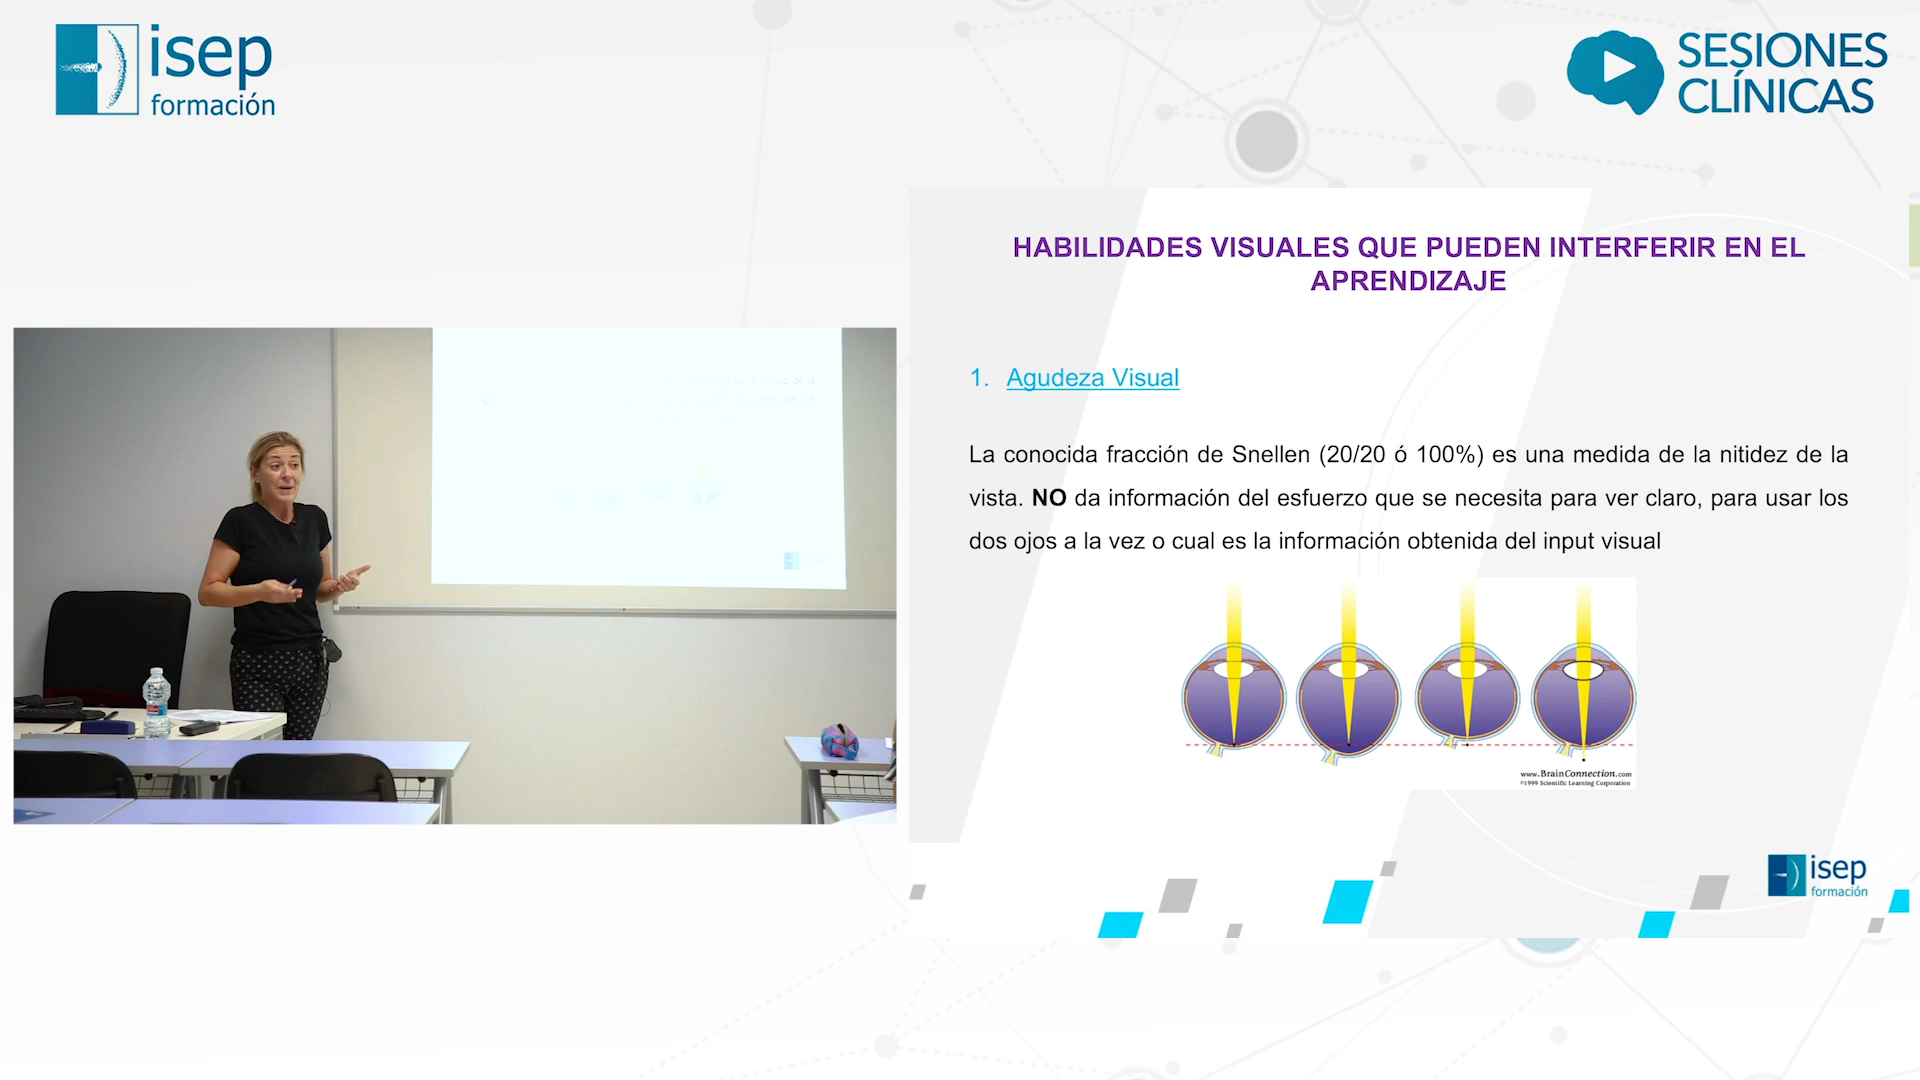 isep
formación
SESIONES
CLÍNICAS
HABILIDADES VISUALES QUE PUEDEN INTERFERIR EN EL
APRENDIZAJE
1. Agudeza Visual
La conocida fracción de Snellen (20/20 ó 100%) es una medida de la nitidez de la
vista. NO da información del esfuerzo que se necesita para ver claro, para usar los
dos ojos a la vez o cual es la información obtenida del input visual
www.BrainConnection.com
©1999 Scientific Learning Corporation
isep
formación